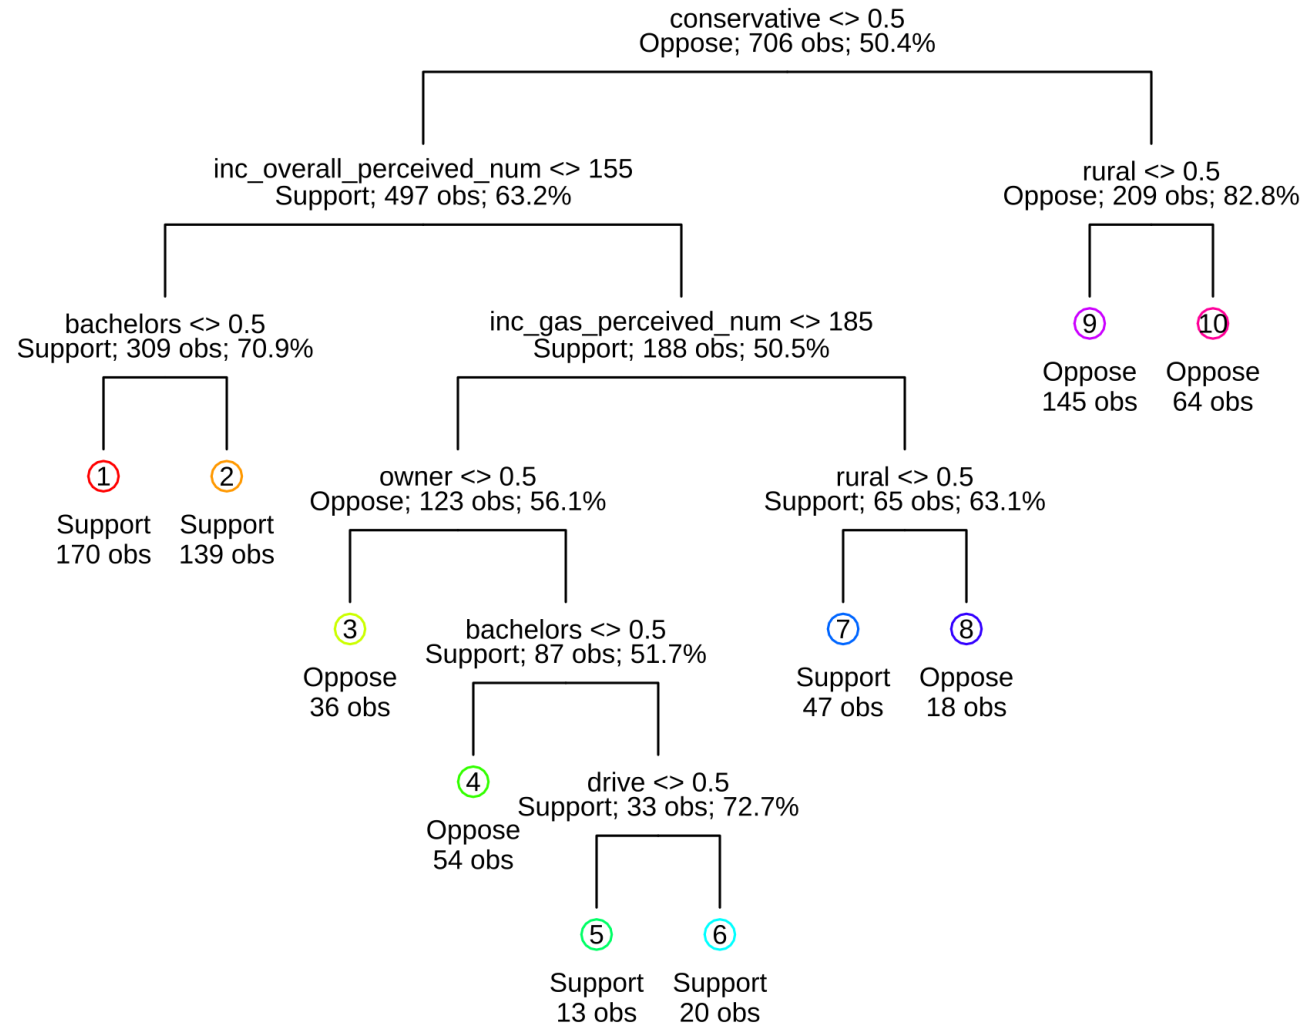 conservative <> 0.5
Oppose; 706 obs; 50.4%
inc_overall_perceived_num <> 155
Support; 497 obs; 63.2%
rural <> 0.5
Oppose; 209 obs; 82.8%
bachelors <> 0.5
Support; 309 obs; 70.9%
inc_gas_perceived_num <> 185
Support; 188 obs; 50.5%
9
Oppose
145 obs
10
Oppose
64 obs
1
Support
170 obs
2
Support
139 obs
owner <> 0.5
Oppose; 123 obs; 56.1%
rural <> 0.5
Support; 65 obs; 63.1%
3
Oppose
36 obs
bachelors <> 0.5
Support; 87 obs; 51.7%
7
Support
47 obs
8
Oppose
18 obs
4
Oppose
54 obs
drive <> 0.5
Support; 33 obs; 72.7%
5
Support
13 obs
6
Support
20 obs